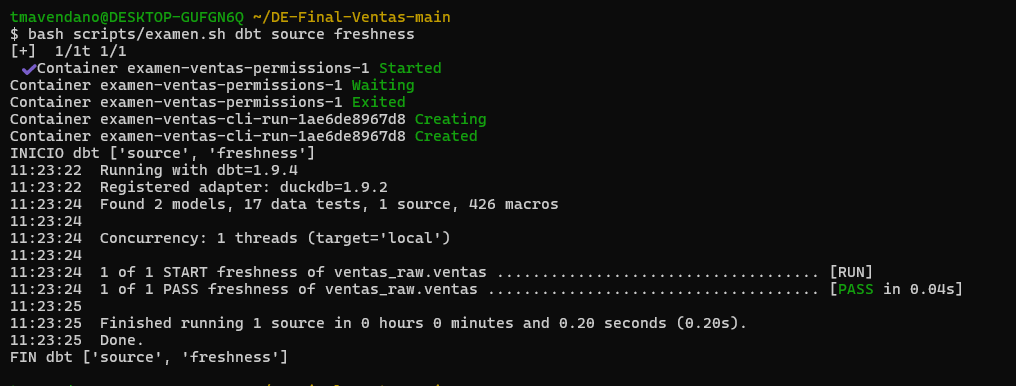 tmavendano@DESKTOP-GUFGN6Q ~/DE-Final-Ventas-main
$ bash scripts/examen.sh dbt source freshness
[+]  1/1t 1/1
 ✔Container examen-ventas-permissions-1 Started
Container examen-ventas-permissions-1 Waiting
Container examen-ventas-permissions-1 Exited
Container examen-ventas-cli-run-1ae6de8967d8 Creating
Container examen-ventas-cli-run-1ae6de8967d8 Created
INICIO dbt ['source', 'freshness']
11:23:22  Running with dbt=1.9.4
11:23:22  Registered adapter: duckdb=1.9.2
11:23:24  Found 2 models, 17 data tests, 1 source, 426 macros
11:23:24
11:23:24  Concurrency: 1 threads (target='local')
11:23:24
11:23:24  1 of 1 START freshness of ventas_raw.ventas .................................... [RUN]
11:23:24  1 of 1 PASS freshness of ventas_raw.ventas ..................................... [PASS in 0.04s]
11:23:25
11:23:25  Finished running 1 source in 0 hours 0 minutes and 0.20 seconds (0.20s).
11:23:25  Done.
FIN dbt ['source', 'freshness']